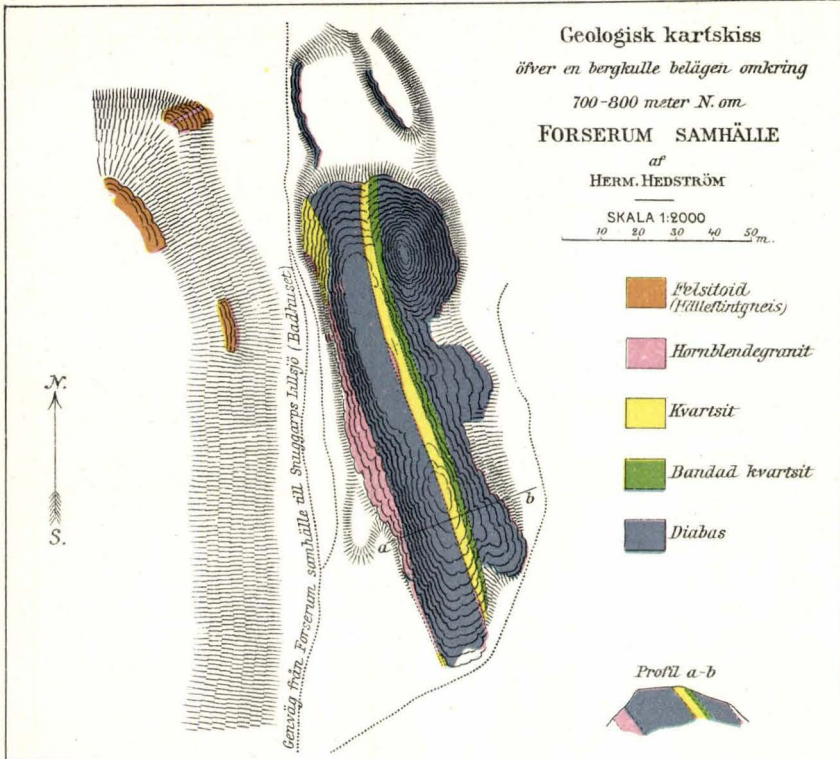 Geologisk kartskiss
öfver en bergkulle belägen omkring
700-800 meter N. om
FORSERUM SAMHÄLLE
af
HERM. HEDSTRÖM
SKALA 1:2000
10 20 30 40 50 m.
Felsitoid
(Hälleflintgneis)
Hornblendegranit
Kvartsit
Bandad kvartsit
Diabas
N.
S.
Genväg från Forserum samhälle till Snuggarps Lillsjö (Badhuset)
a
b
Profil a-b